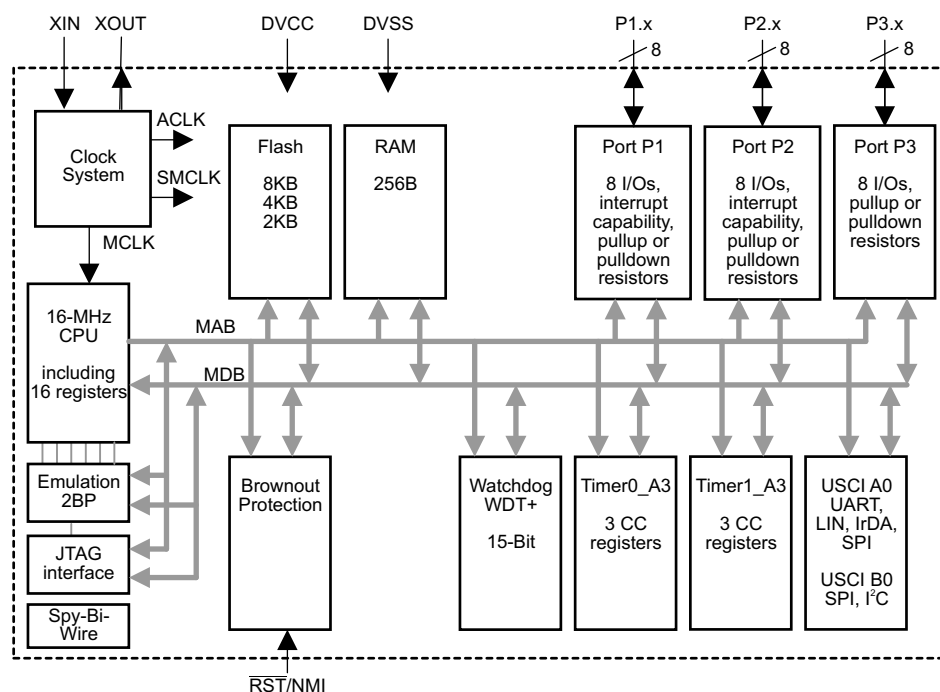 XIN XOUT DVCC DVSS P1.x P2.x P3.x
8 8 8
Clock
System
ACLK
SMCLK
MCLK
Flash
8KB
4KB
2KB
RAM
256B
Port P1
8 I/Os,
interrupt
capability,
pullup or
pulldown
resistors
Port P2
8 I/Os,
interrupt
capability,
pullup or
pulldown
resistors
Port P3
8 I/Os,
pullup or
pulldown
resistors
16-MHz
CPU
including
16 registers
MAB
MDB
Emulation
2BP
JTAG
interface
Spy-Bi-
Wire
Brownout
Protection
Watchdog
WDT+
15-Bit
Timer0_A3
3 CC
registers
Timer1_A3
3 CC
registers
USCI A0
UART,
LIN, IrDA,
SPI
USCI B0
SPI, I²C
RST/NMI